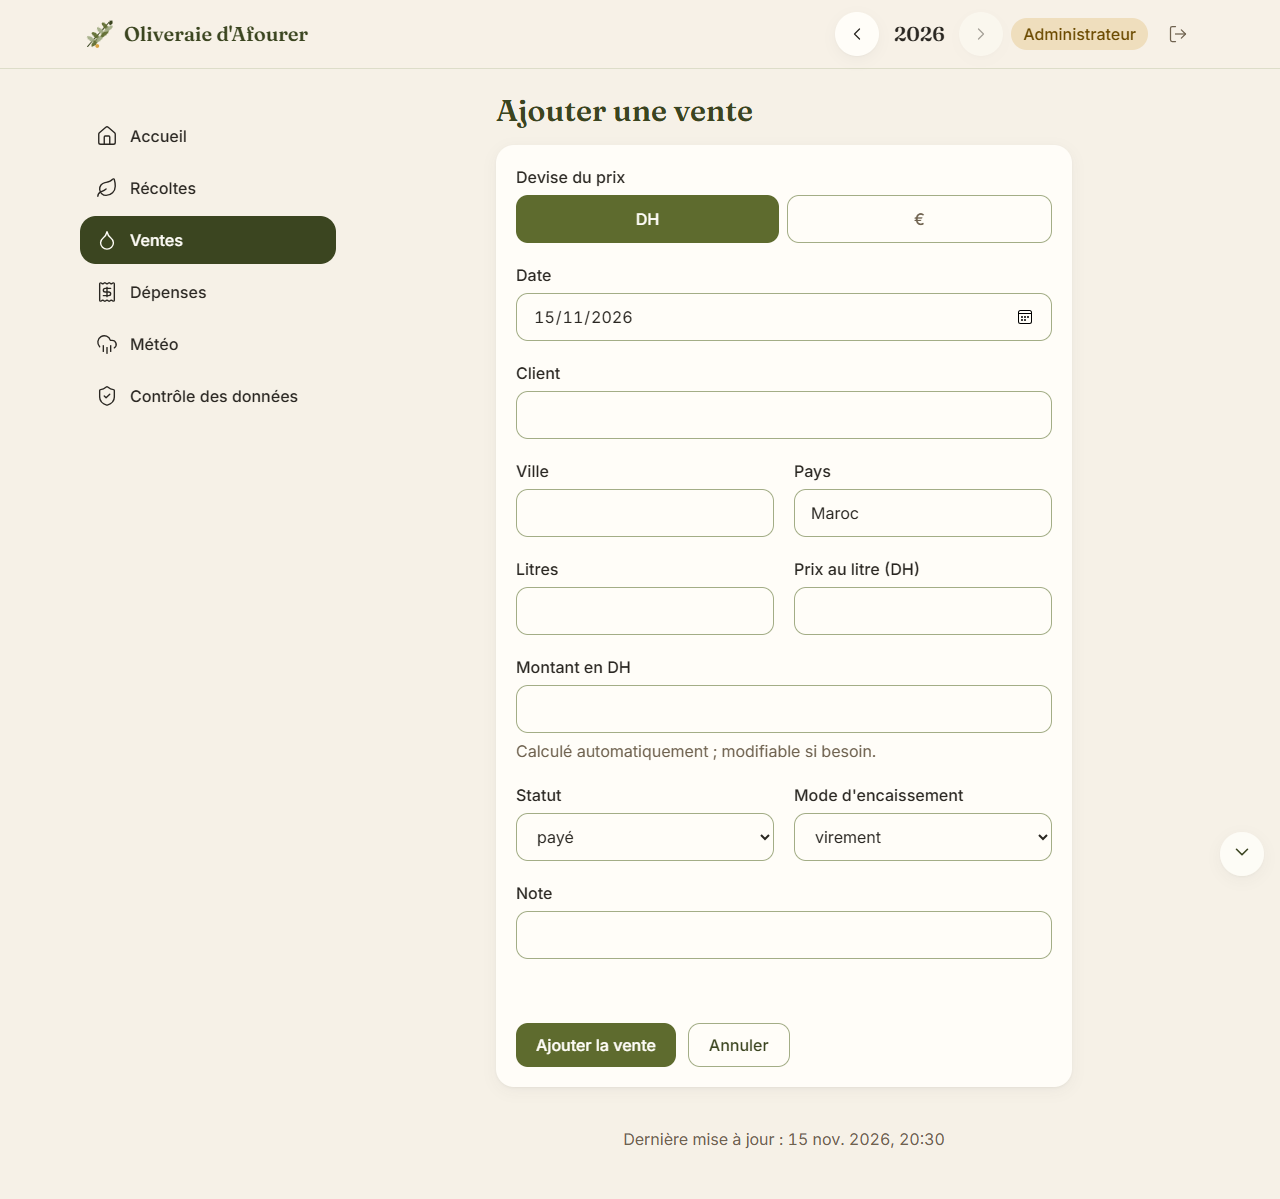 Oliveraie d'Afourer
2026
Administrateur
Accueil
Récoltes
Ventes
Dépenses
Météo
Contrôle des données
Ajouter une vente
Devise du prix
DH
€
Date
15/11/2026
Client
Ville
Pays
Maroc
Litres
Prix au litre (DH)
Montant en DH
Calculé automatiquement ; modifiable si besoin.
Statut
Mode d'encaissement
payé
virement
Note
Ajouter la vente
Annuler
Dernière mise à jour : 15 nov. 2026, 20:30